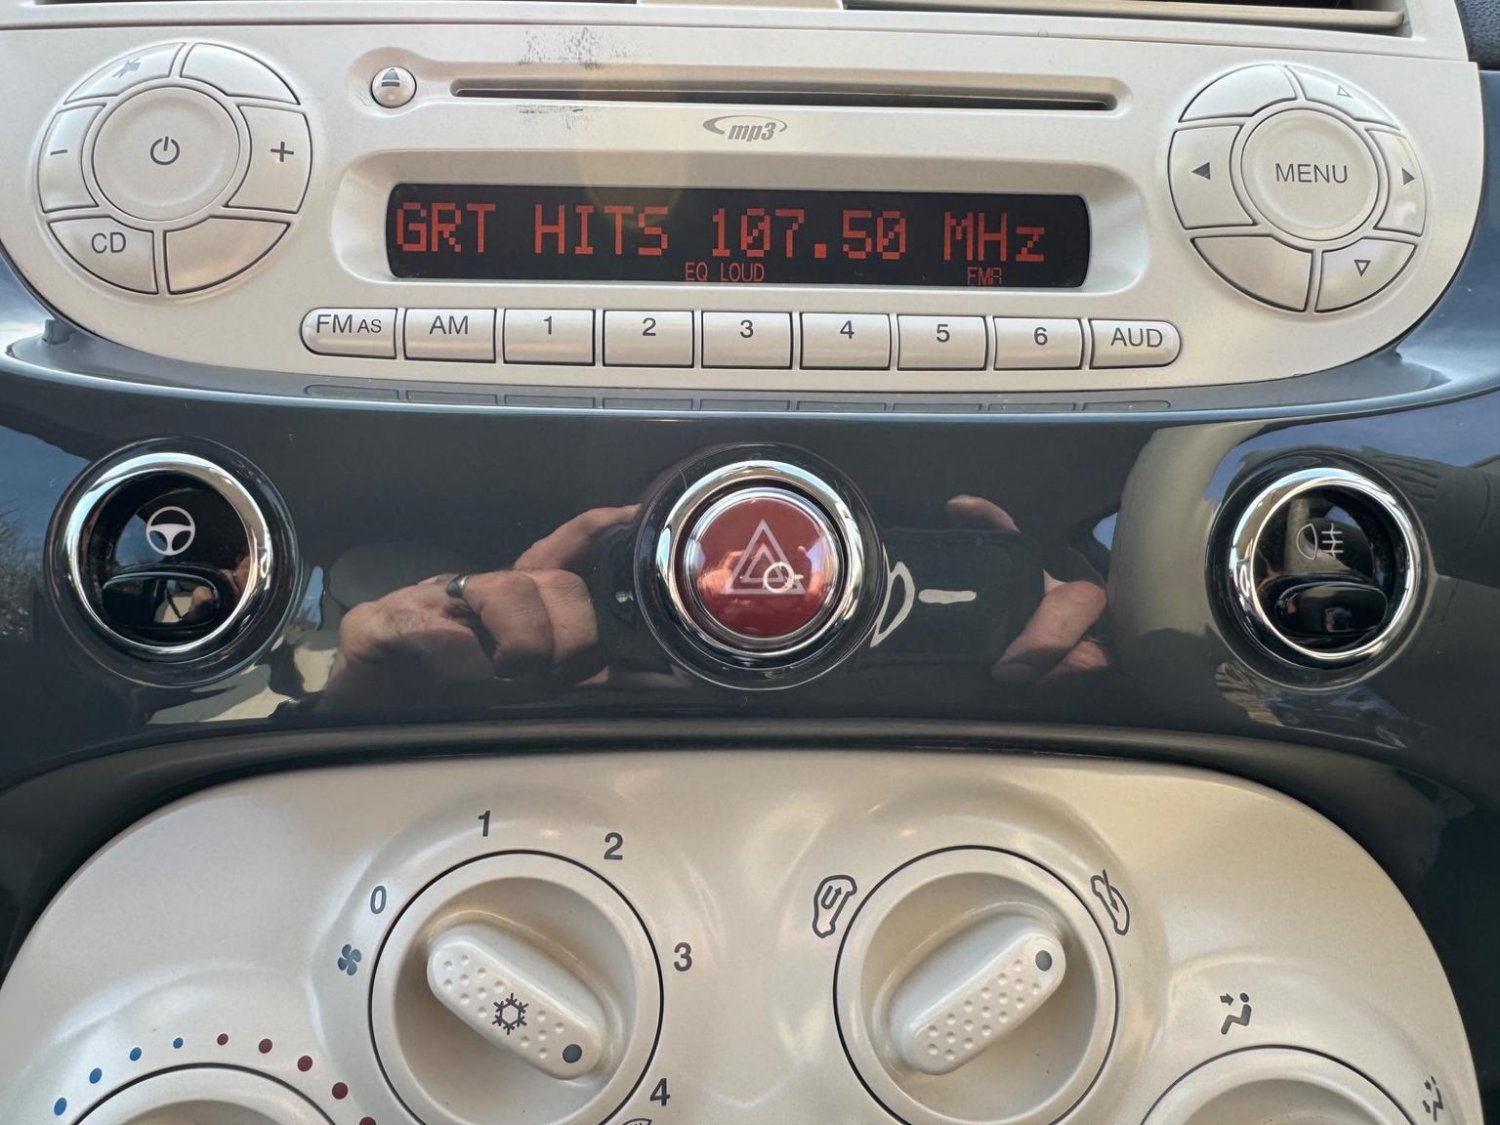 mp3
GRT HITS 107.50 MHz
EQ LOUD
CD
MENU
FM AS AM 1 2 3 4 5 6 AUD
0 1 2 3 4